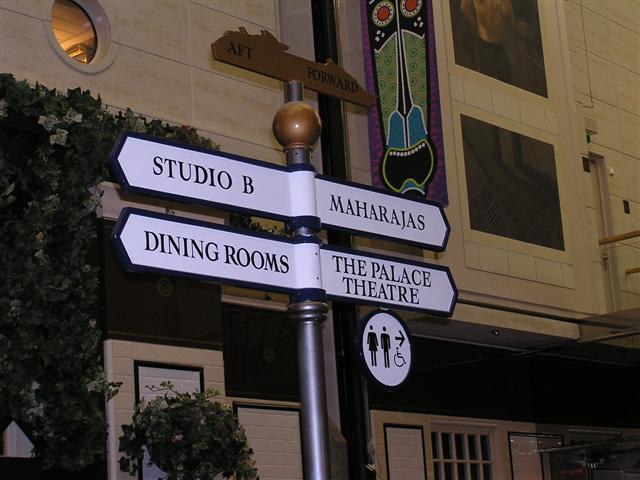 AFT FORWARD
STUDIO B
MAHARAJAS
DINING ROOMS
THE PALACE
THEATRE